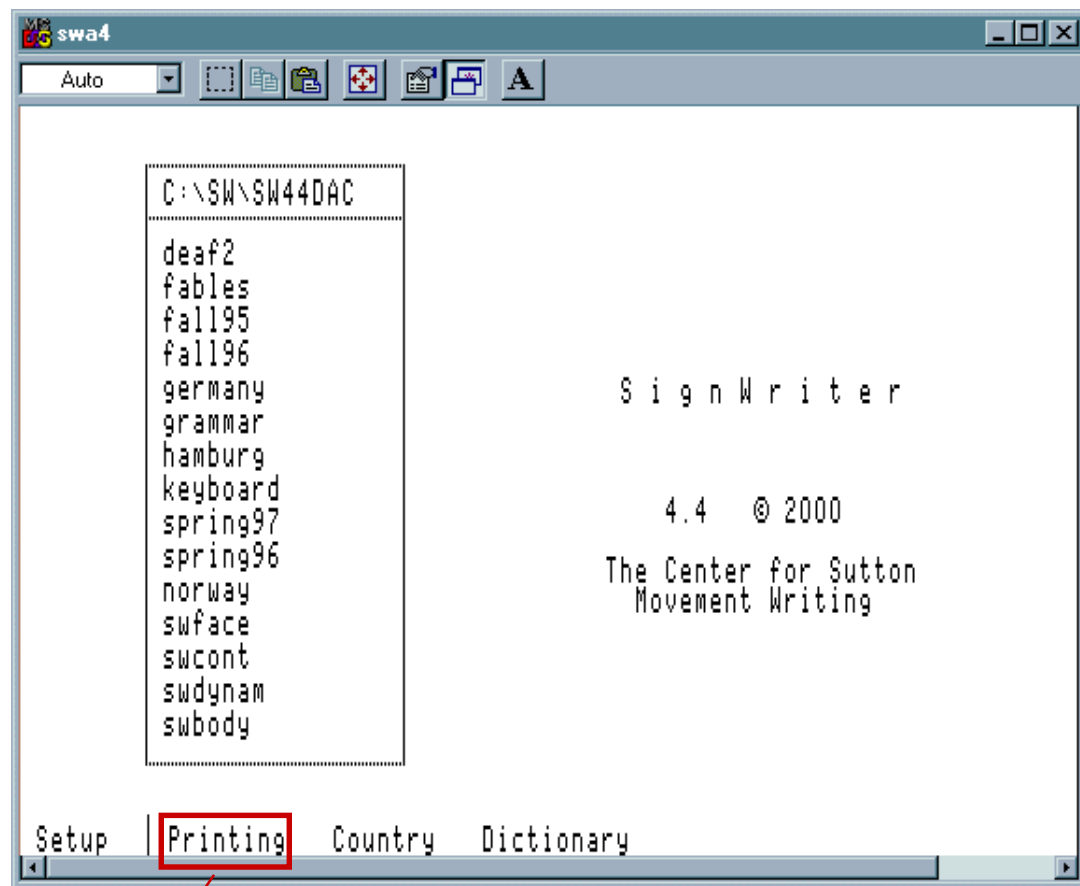 swa4
Auto
A
C:\SW\SW44DAC
deaf2
fables
fall95
fall96
germany
grammar
hamburg
keyboard
spring97
spring96
norway
swface
swcont
swdynam
swbody
SignWriter
4.4 © 2000
The Center for Sutton
Movement Writing
Setup Printing Country Dictionary